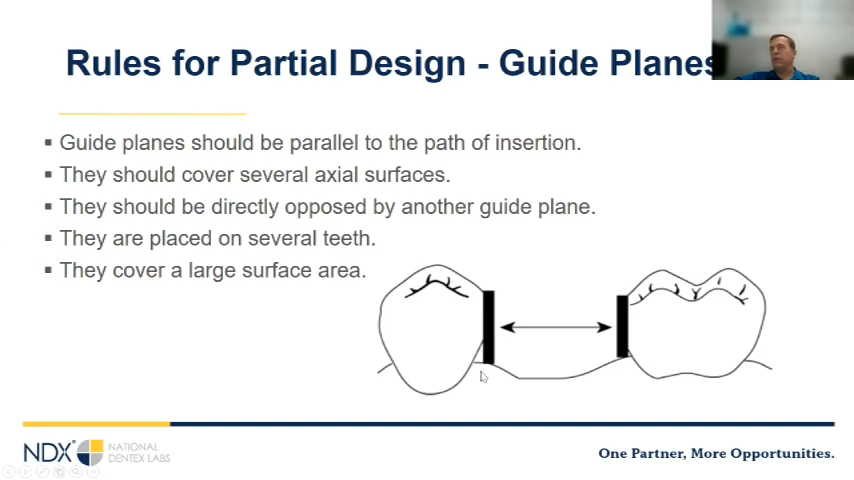 Rules for Partial Design - Guide Planes
▪ Guide planes should be parallel to the path of insertion.
▪ They should cover several axial surfaces.
▪ They should be directly opposed by another guide plane.
▪ They are placed on several teeth.
▪ They cover a large surface area.
NDX
NATIONAL
DENTEX LABS
One Partner, More Opportunities.